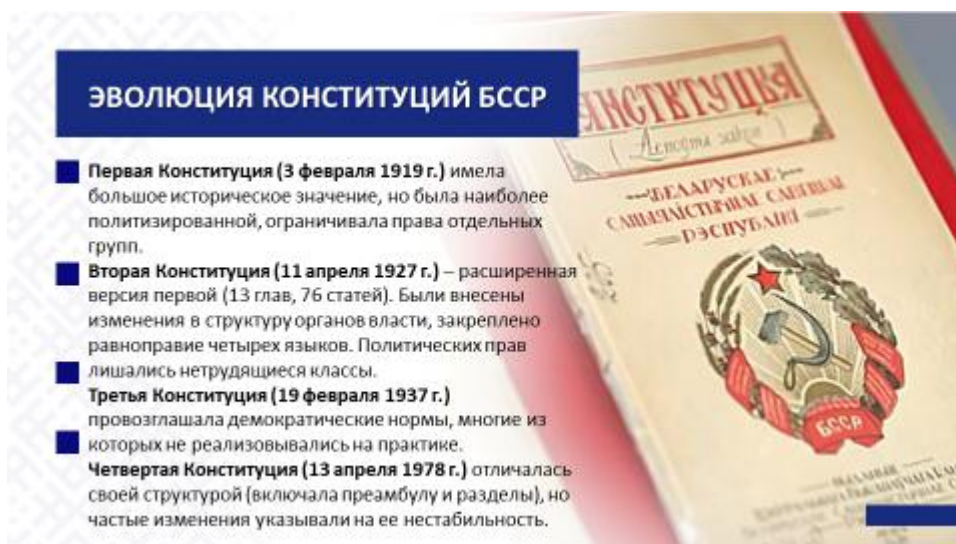 ЭВОЛЮЦИЯ КОНСТИТУЦИЙ БССР
Первая Конституция (3 февраля 1919 г.) имела
большое историческое значение, но была наиболее
политизированной, ограничивала права отдельных
групп.
Вторая Конституция (11 апреля 1927 г.) – расширенная
версия первой (13 глав, 76 статей). Были внесены
изменения в структуру органов власти, закреплено
равноправие четырех языков. Политических прав
лишались нетрудящиеся классы.
Третья Конституция (19 февраля 1937 г.)
провозглашала демократические нормы, многие из
которых не реализовывались на практике.
Четвертая Конституция (13 апреля 1978 г.) отличалась
своей структурой (включала преамбулу и разделы), но
частые изменения указывали на ее нестабильность.
БЕЛАРУСКАЕ
РЭСПУБЛІКІ
БССР